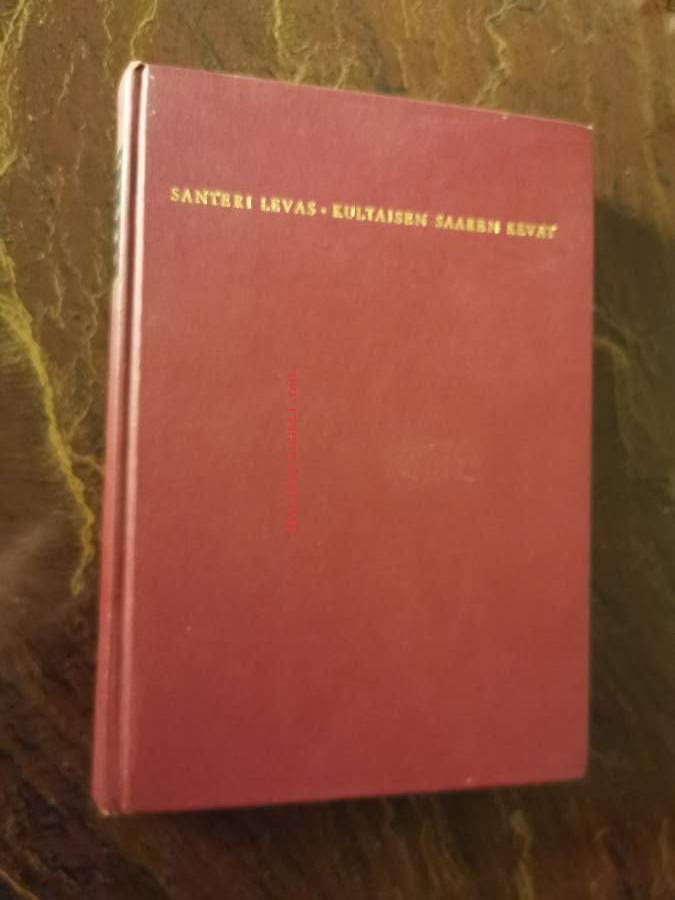 SANTERI LEVAS • KULTAISEN SAAREN KEVÄT